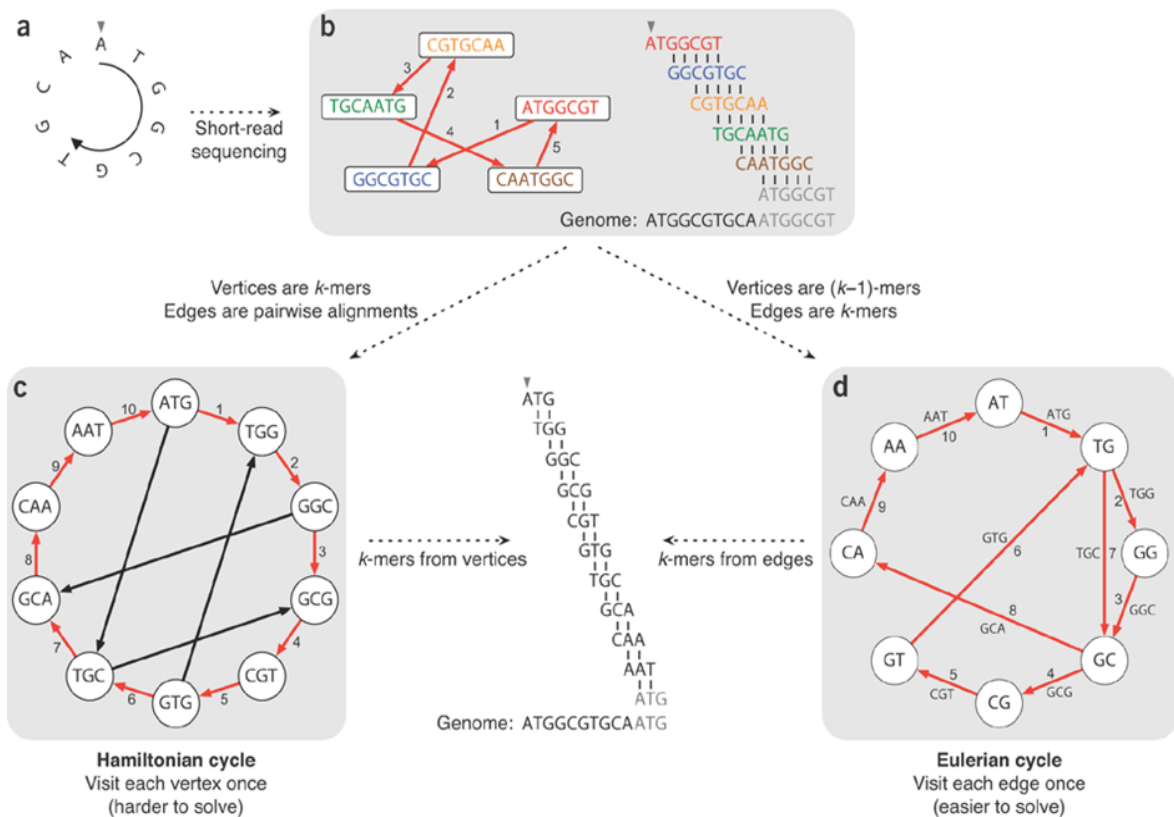 a
A
T
G
G
C
G
T
G
C
A
Short-read
sequencing
b
CGTGCAA
TGCAATG
ATGGCGT
GGCGTGC
CAATGGC
3
2
1
4
5
ATGGCGT
GGCGTGC
CGTGCAA
TGCAATG
CAATGGC
ATGGCGT
Genome: ATGGCGTGCAATGGCGT
Vertices are k-mers
Edges are pairwise alignments
Vertices are (k–1)-mers
Edges are k-mers
c
ATG
TGG
GGC
GCG
CGT
GTG
TGC
GCA
CAA
AAT
1
2
3
4
5
6
7
8
9
10
Hamiltonian cycle
Visit each vertex once
(harder to solve)
k-mers from vertices
ATG
TGG
GGC
GCG
CGT
GTG
TGC
GCA
CAA
AAT
ATG
Genome: ATGGCGTGCAATG
k-mers from edges
d
AT
TG
GG
GC
CG
GT
CA
AA
ATG
1
TGG
2
3
GGC
4
GCG
5
CGT
GTG
6
TGC 7
8
GCA
CAA
9
AAT
10
Eulerian cycle
Visit each edge once
(easier to solve)